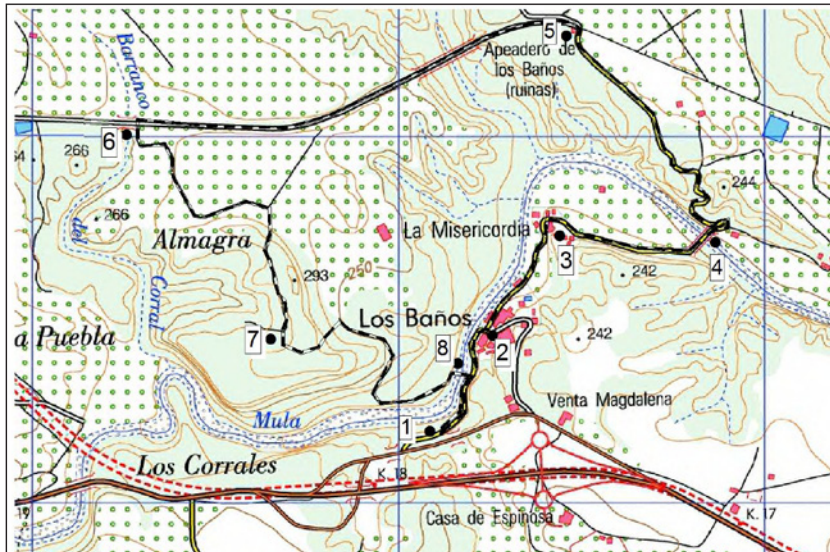 5
Barranco
Apeadero de
los Baños
(ruinas)
6
266
64
244
266
del
Almagra
La Misericordia
3
4
293
250
242
Corral
Los Baños
a Puebla
7
2
242
8
Mula
1
Venta Magdalena
Los Corrales
K. 18
Casa de Espinosa
K. 17